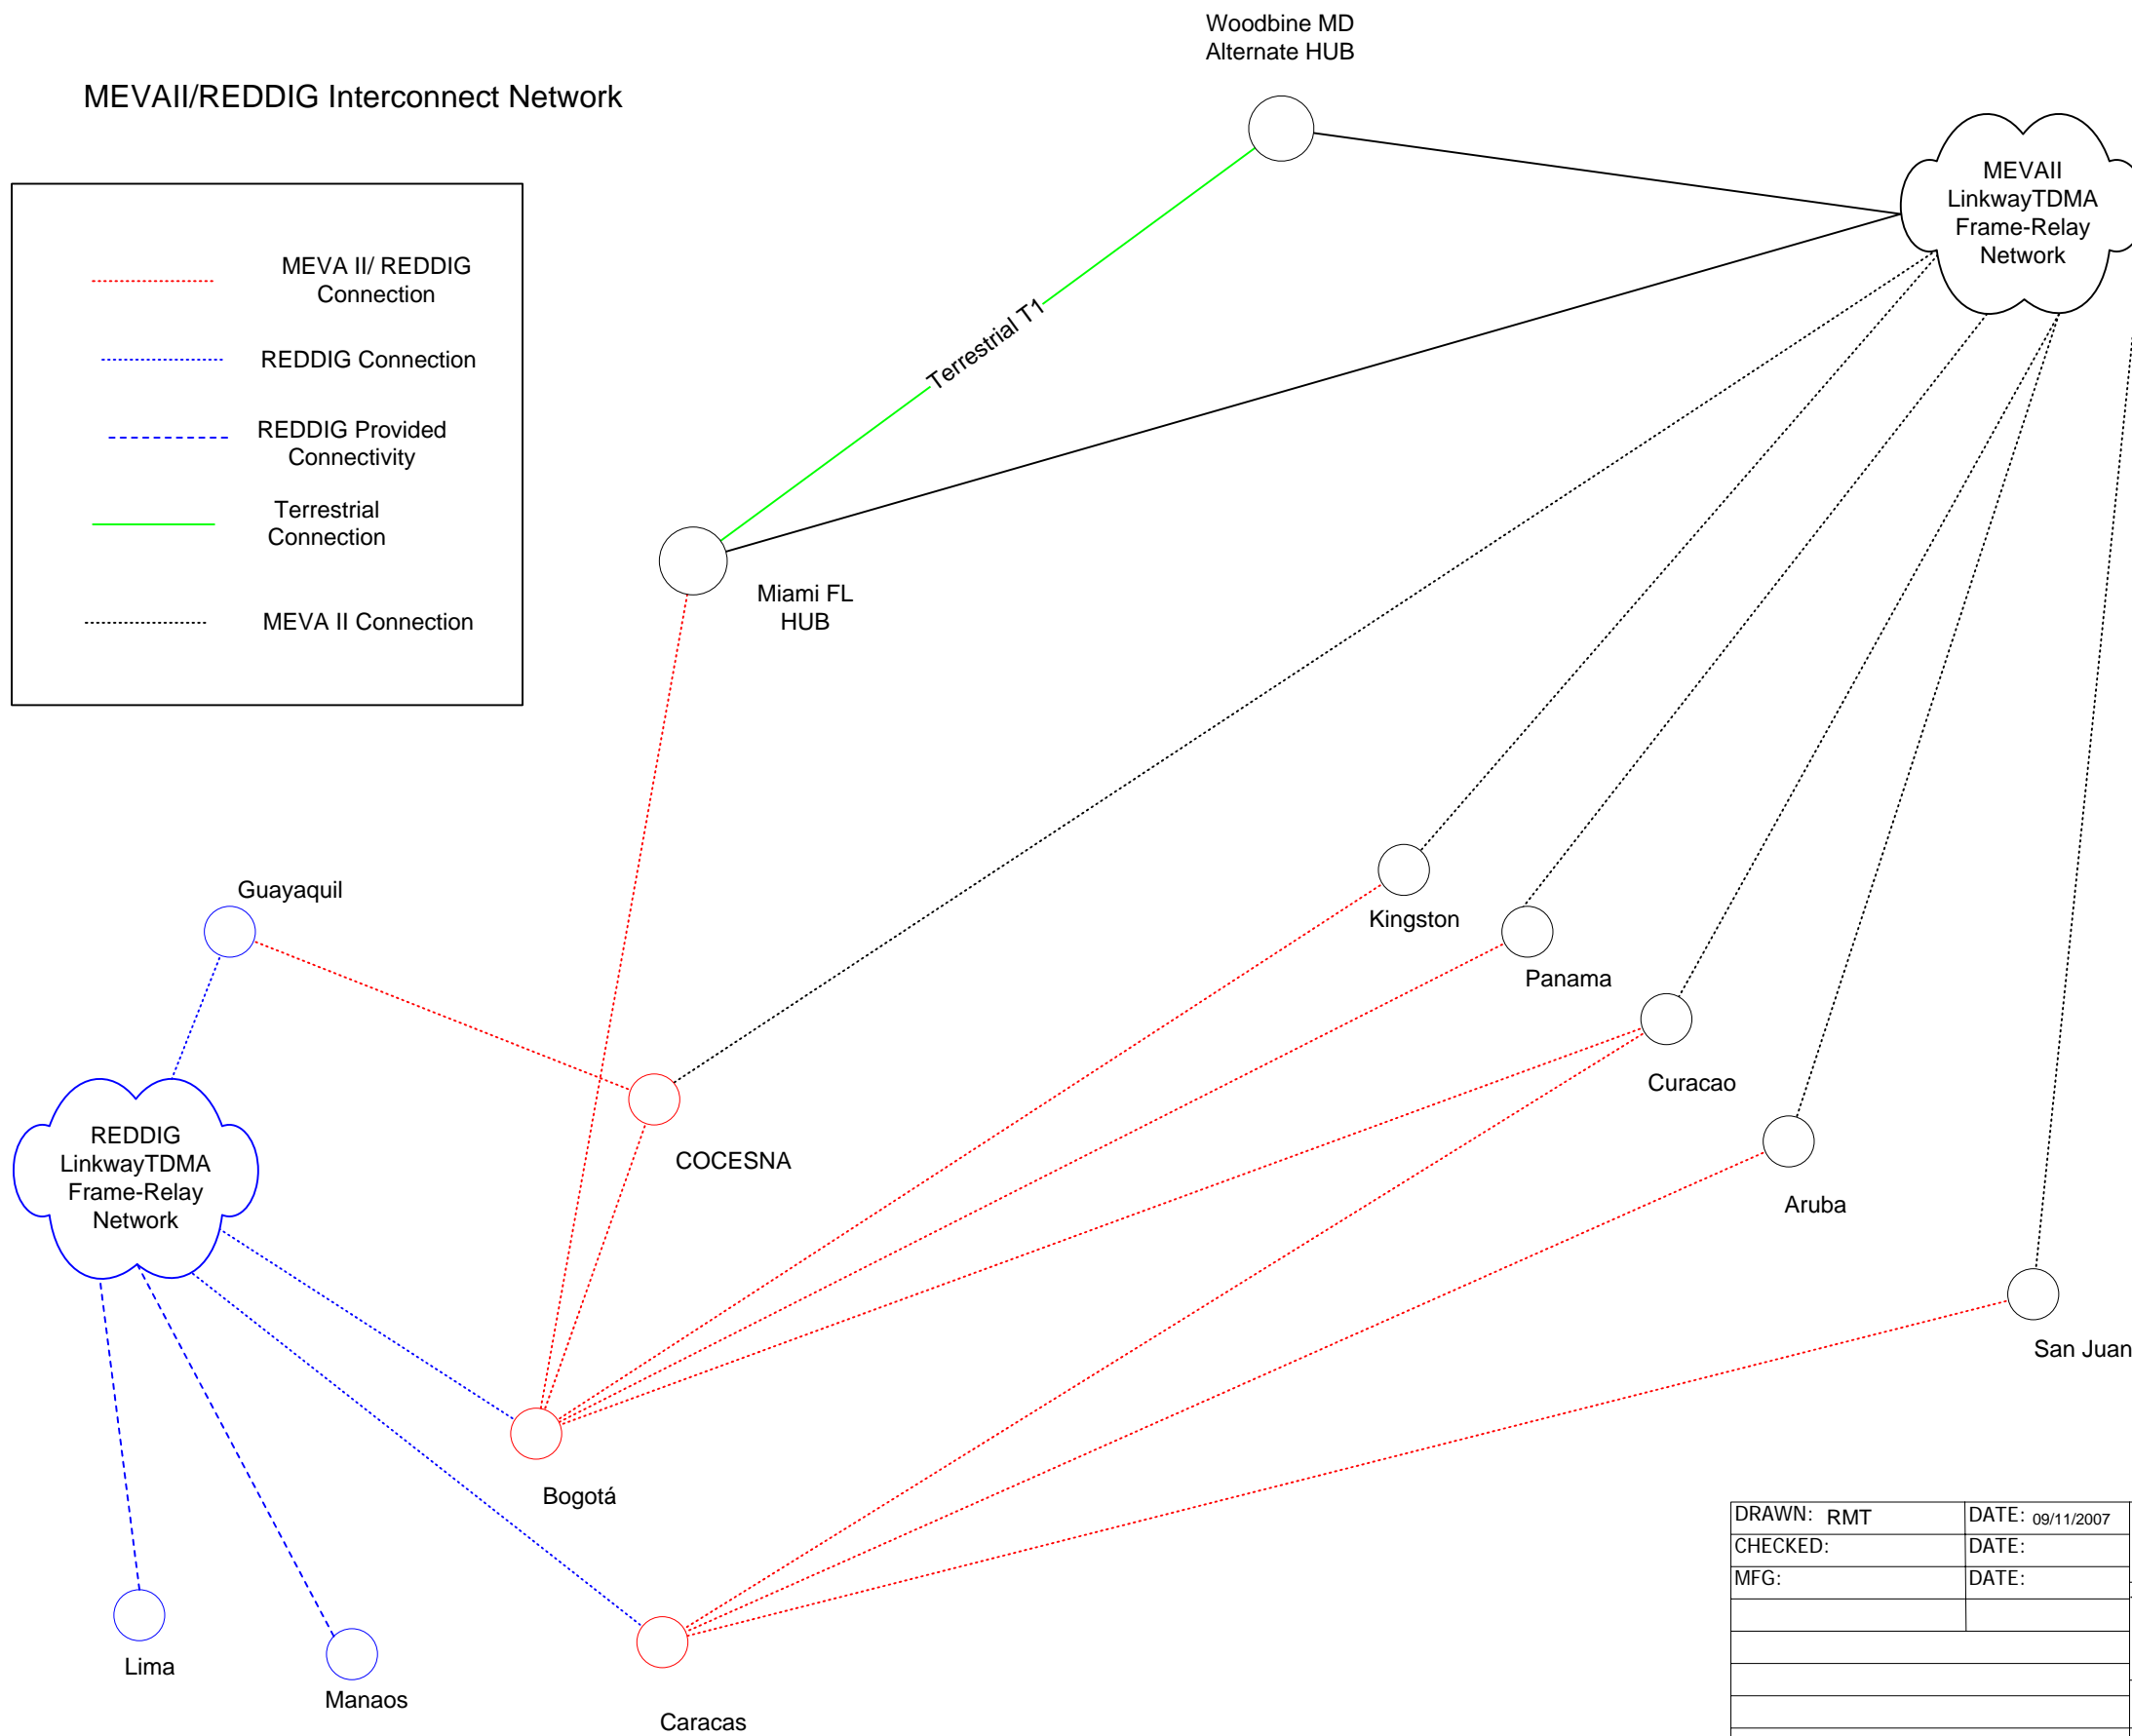 Woodbine MD
Alternate HUB
MEVAII/REDDIG Interconnect Network
MEVAII
LinkwayTDMA
Frame-Relay
Network
MEVA II/ REDDIG
Connection
REDDIG Connection
REDDIG Provided
Connectivity
Terrestrial
Connection
MEVA II Connection
Terrestrial T1
Miami FL
HUB
Guayaquil
Kingston
Panama
Curacao
COCESNA
REDDIG
LinkwayTDMA
Frame-Relay
Network
Aruba
San Juan
Bogotá
Lima
Manaos
Caracas
DRAWN: RMT DATE: 09/11/2007
CHECKED: DATE:
MFG: DATE: